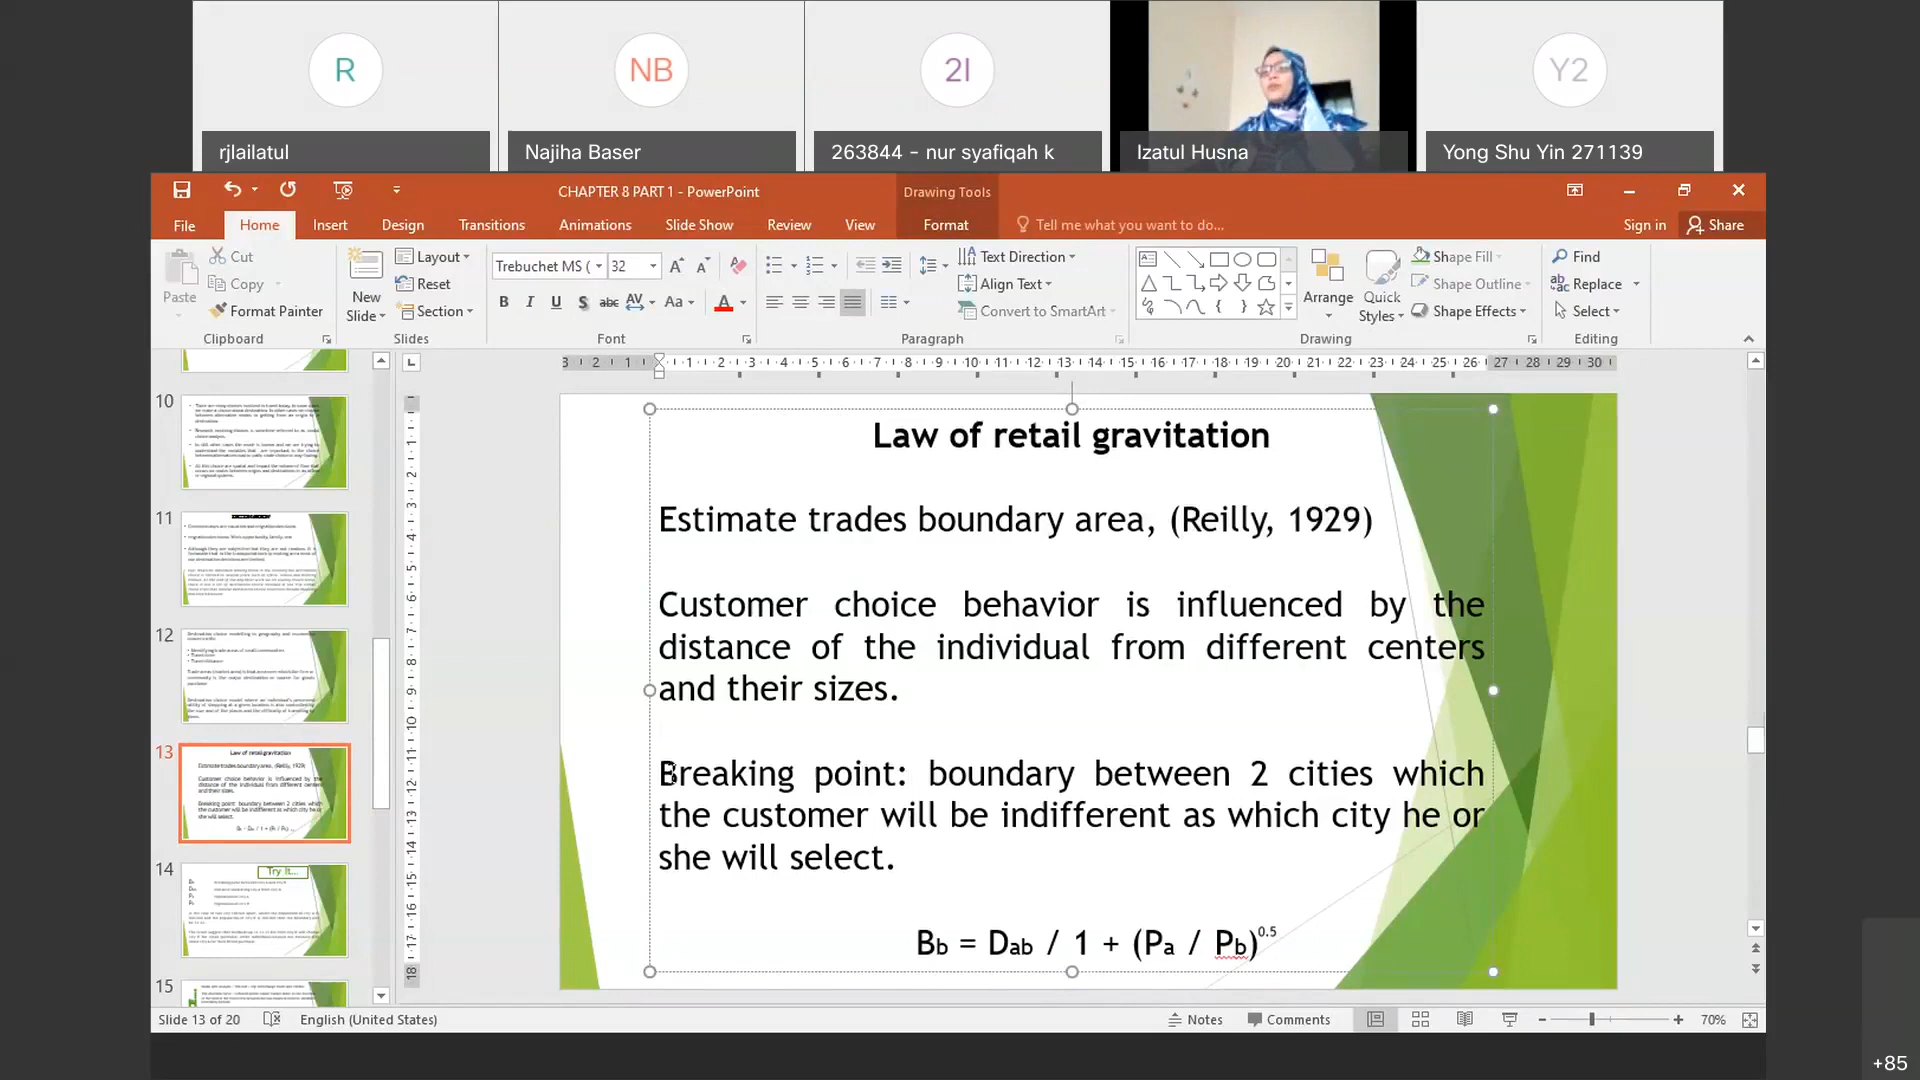 R
NB
2I
Y2
rjlailatul
Najiha Baser
263844 - nur syafiqah k
Izatul Husna
Yong Shu Yin 271139
CHAPTER 8 PART 1 - PowerPoint
Drawing Tools
File
Home
Insert
Design
Transitions
Animations
Slide Show
Review
View
Format
Tell me what you want to do...
Sign in
Share
Paste
Cut
Copy
Format Painter
Clipboard
New
Slide
Layout
Reset
Section
Slides
Trebuchet MS (
32
Font
Text Direction
Align Text
Convert to SmartArt
Paragraph
Arrange
Quick
Styles
Shape Fill
Shape Outline
Shape Effects
Drawing
Find
Replace
Select
Editing
10
11
12
13
14
Try It...
15
Law of retail gravitation
Estimate trades boundary area, (Reilly, 1929)
Customer choice behavior is influenced by the
distance of the individual from different centers
and their sizes.
Breaking point: boundary between 2 cities which
the customer will be indifferent as which city he or
she will select.
Bb = Dab / 1 + (Pa / Pb)0.5
Slide 13 of 20
English (United States)
Notes
Comments
70%
+85